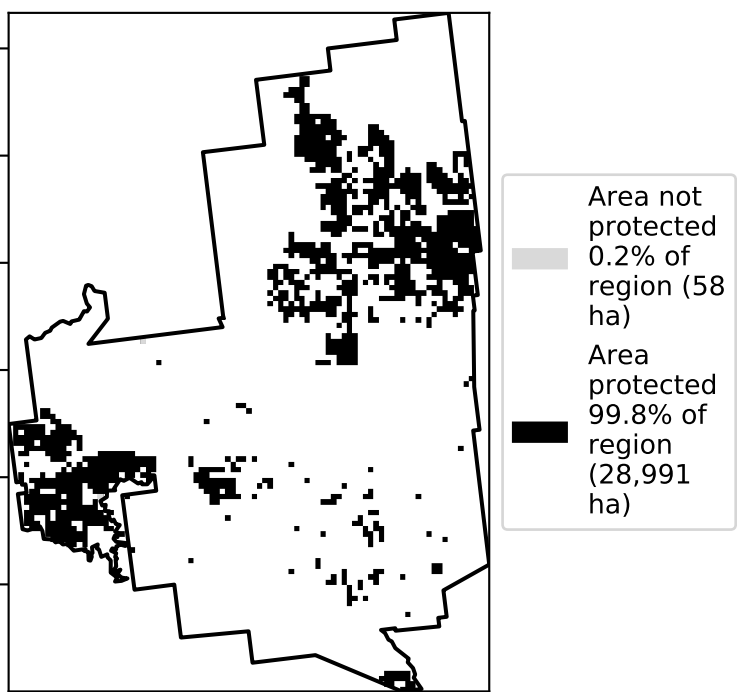 Area not
protected
0.2% of
region (58
ha)
Area
protected
99.8% of
region
(28,991
ha)